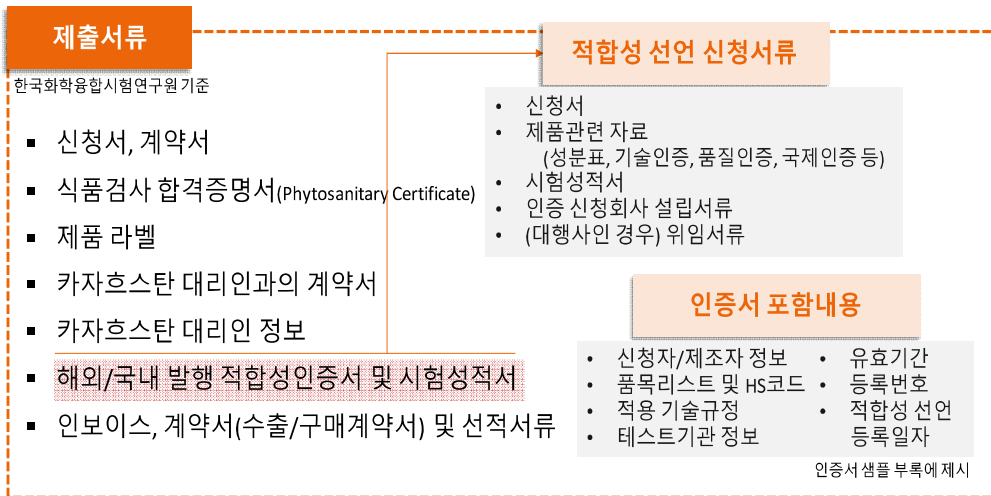 제출서류
한국화학융합시험연구원 기준
▪ 신청서, 계약서
▪ 식품검사 합격증명서(Phytosanitary Certificate)
▪ 제품 라벨
▪ 카자흐스탄 대리인과의 계약서
▪ 카자흐스탄 대리인 정보
▪ 해외/국내 발행 적합성인증서 및 시험성적서
▪ 인보이스, 계약서(수출/구매계약서) 및 선적서류
적합성 선언 신청서류
• 신청서
• 제품관련 자료
(성분표, 기술인증, 품질인증, 국제인증 등)
• 시험성적서
• 인증 신청회사 설립서류
• (대행사인 경우) 위임서류
인증서 포함내용
• 신청자/제조자 정보
• 품목리스트 및 HS코드
• 적용 기술규정
• 테스트기관 정보
• 유효기간
• 등록번호
• 적합성 선언
등록일자
인증서 샘플 부록에 제시